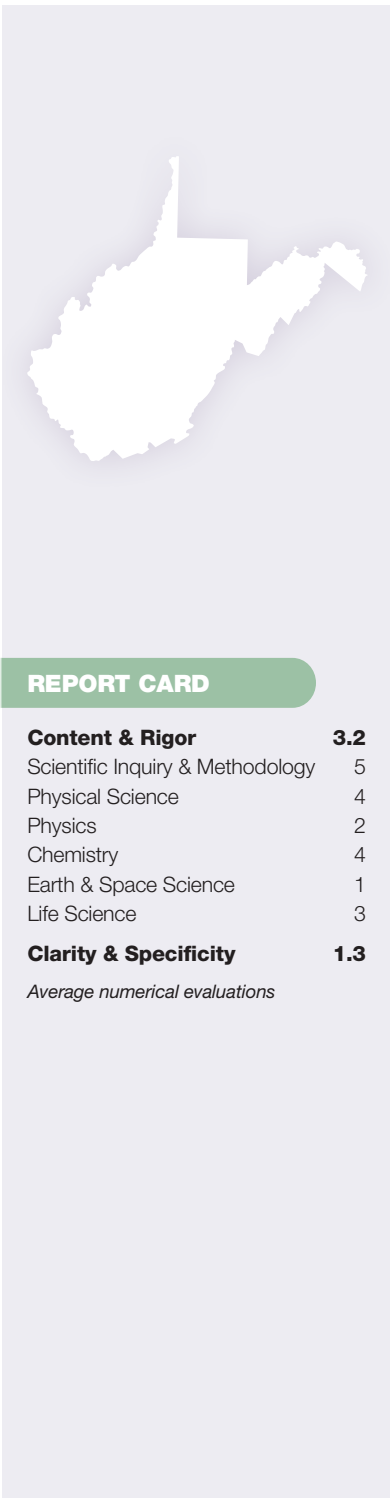 REPORT CARD
Content & Rigor 3.2
Scientific Inquiry & Methodology 5
Physical Science 4
Physics 2
Chemistry 4
Earth & Space Science 1
Life Science 3
Clarity & Specificity 1.3
Average numerical evaluations